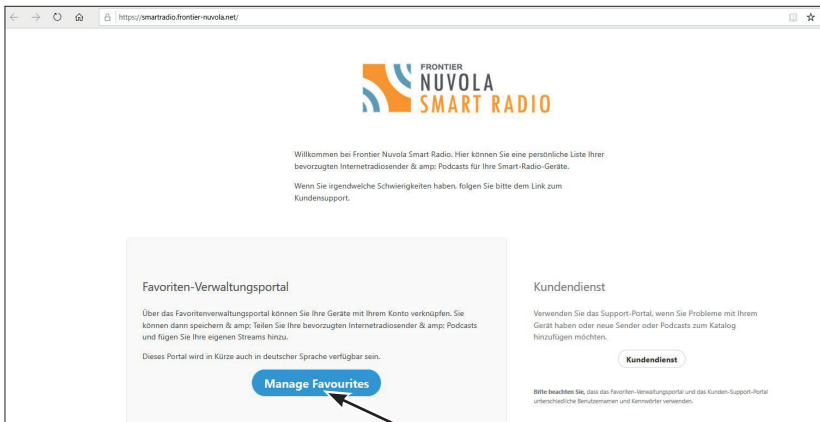 https://smartradio.frontier-nuvola.net/
FRONTIER
NUVOLA
SMART RADIO
Willkommen bei Frontier Nuvola Smart Radio. Hier können Sie eine persönliche Liste Ihrer
bevorzugten Internetradiosender & amp; Podcasts für Ihre Smart-Radio-Geräte.
Wenn Sie irgendwelche Schwierigkeiten haben, folgen Sie bitte dem Link zum
Kundensupport.
Favoriten-Verwaltungsportal
Über das Favoritenverwaltungsportal können Sie Ihre Geräte mit Ihrem Konto verknüpfen. Sie
können dann speichern & amp; Teilen Sie Ihre bevorzugten Internetradiosender & amp; Podcasts
und fügen Sie Ihre eigenen Streams hinzu.
Dieses Portal wird in Kürze auch in deutscher Sprache verfügbar sein.
Manage Favourites
Kundendienst
Verwenden Sie das Support-Portal, wenn Sie Probleme mit Ihrem
Gerät haben oder neue Sender oder Podcasts zum Katalog
hinzufügen möchten.
Kundendienst
Bitte beachten Sie, dass das Favoriten-Verwaltungsportal und das Kunden-Support-Portal
unterschiedliche Benutzernamen und Kennwörter verwenden.